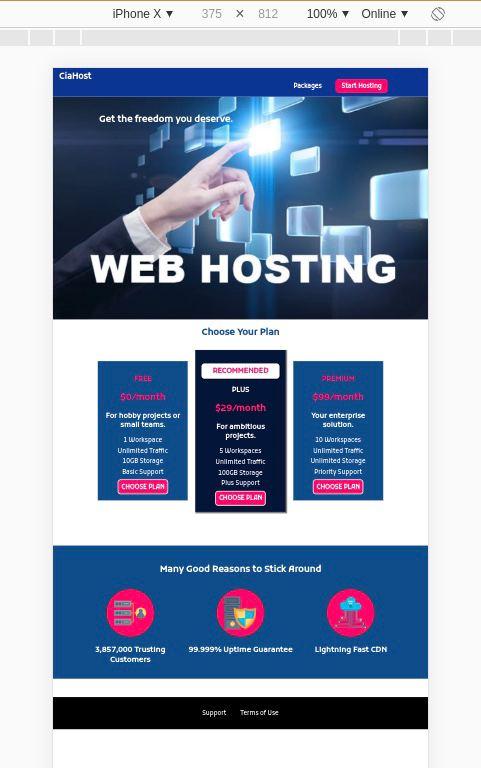 iPhone X ▼ 375 × 812 100% ▼ Online ▼
CiaHost
Packages Start Hosting
Get the freedom you deserve.
WEB HOSTING
Choose Your Plan
FREE
$0/month
For hobby projects or
small teams.
1 Workspace
Unlimited Traffic
10GB Storage
Basic Support
CHOOSE PLAN
RECOMMENDED
PLUS
$29/month
For ambitious
projects.
5 Workspaces
Unlimited Traffic
100GB Storage
Plus Support
CHOOSE PLAN
PREMIUM
$99/month
Your enterprise
solution.
10 Workspaces
Unlimited Traffic
Unlimited Storage
Priority Support
CHOOSE PLAN
Many Good Reasons to Stick Around
3,857,000 Trusting
Customers
99.999% Uptime Guarantee
Lightning Fast CDN
Support Terms of Use